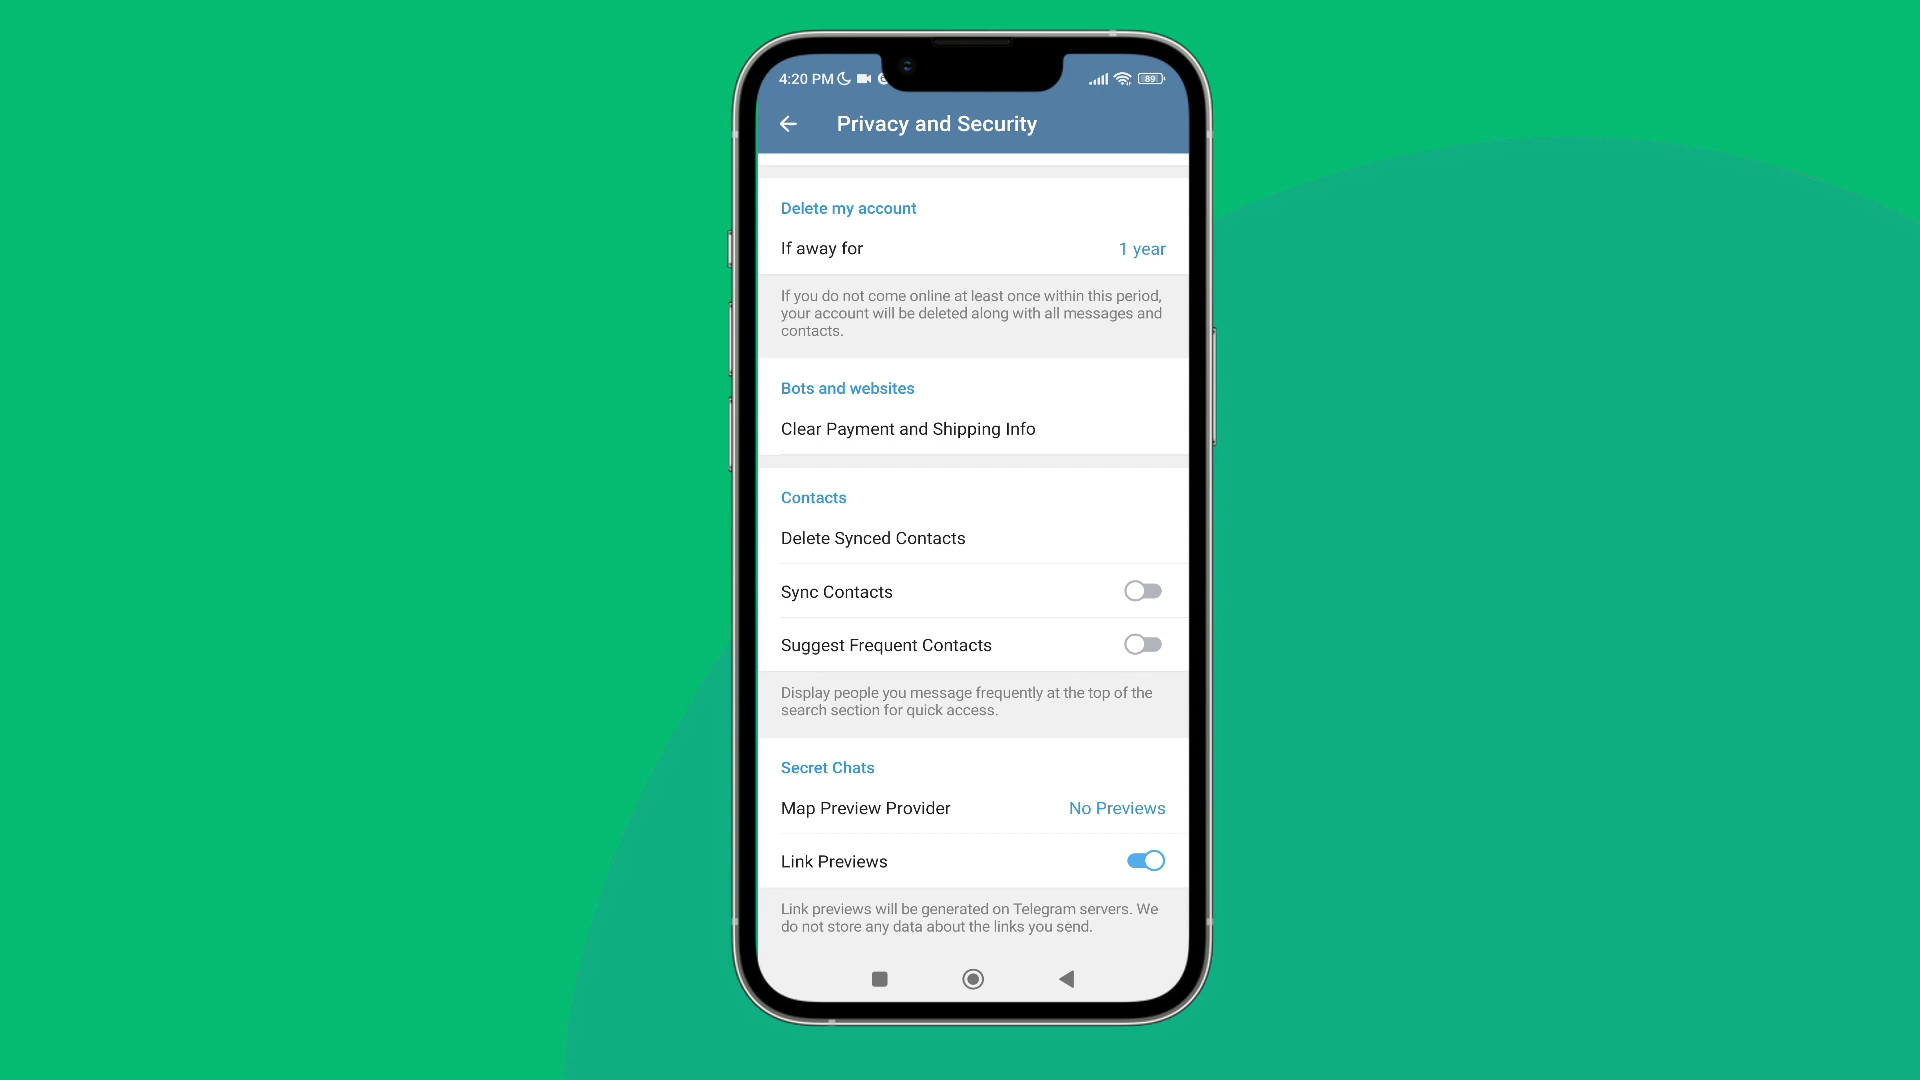 4:20 PM
89
Privacy and Security
Delete my account
If away for 1 year
If you do not come online at least once within this period,
your account will be deleted along with all messages and
contacts.
Bots and websites
Clear Payment and Shipping Info
Contacts
Delete Synced Contacts
Sync Contacts
Suggest Frequent Contacts
Display people you message frequently at the top of the
search section for quick access.
Secret Chats
Map Preview Provider No Previews
Link Previews
Link previews will be generated on Telegram servers. We
do not store any data about the links you send.